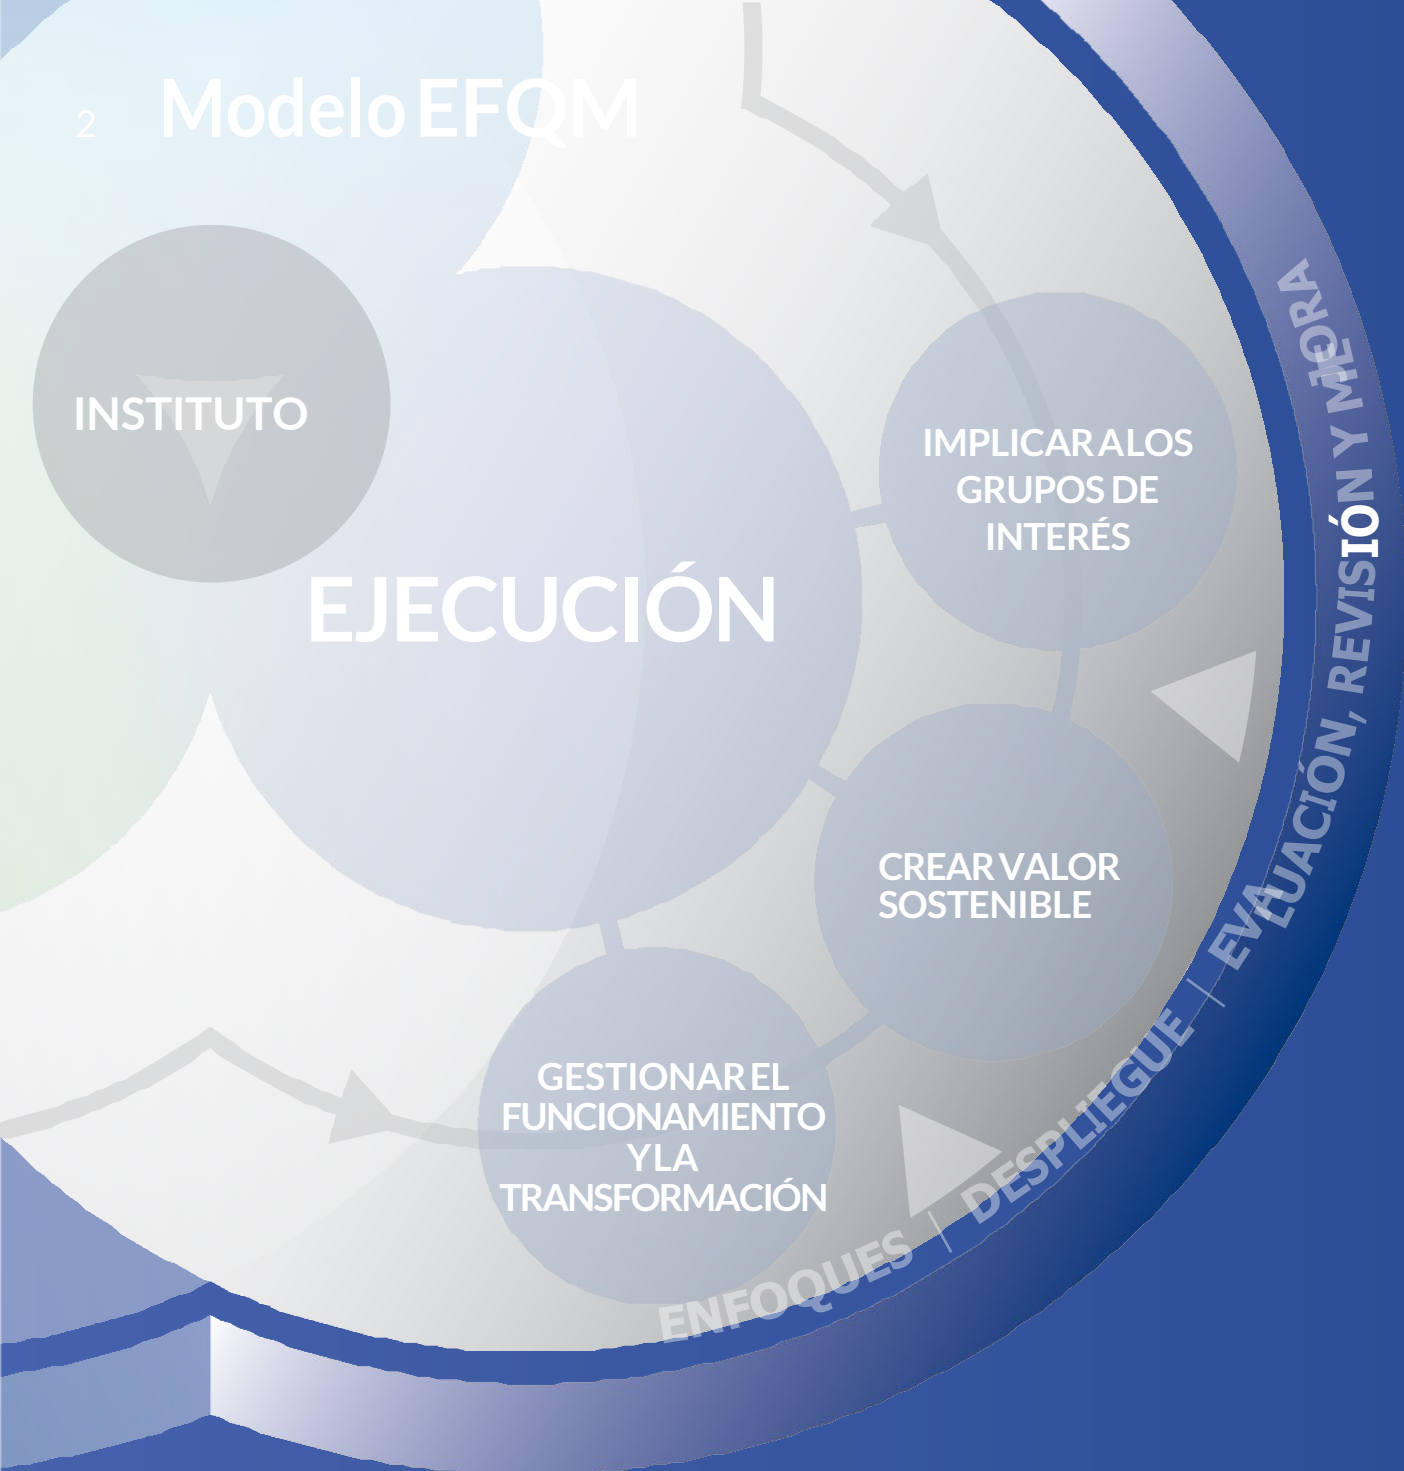 2 Modelo EFQM
INSTITUTO
IMPLICAR A LOS
GRUPOS DE
INTERÉS
EJECUCIÓN
CREAR VALOR
SOSTENIBLE
GESTIONAR EL
FUNCIONAMIENTO
Y LA
TRANSFORMACIÓN
ENFOQUES | DESPLIEGUE | EVALUACIÓN, REVISIÓN Y MEJORA